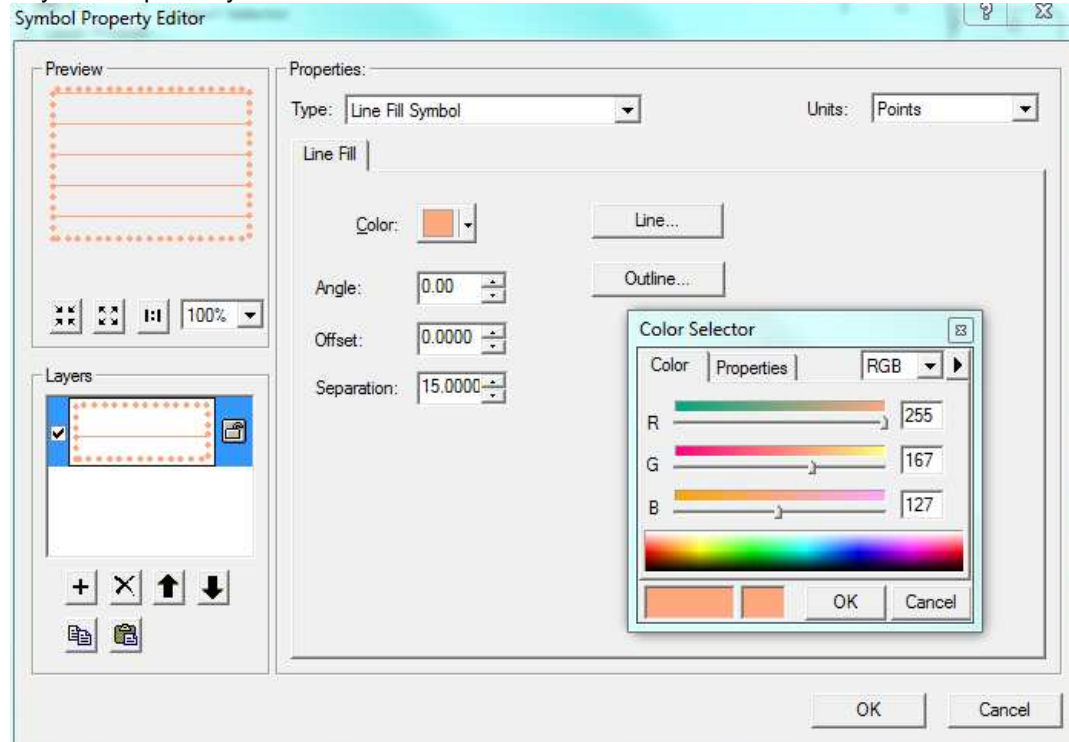 Symbol Property Editor
Preview
Properties:
Type: Line Fill Symbol
Units: Points
Line Fill
Color:
Line...
Angle: 0.00
Outline...
1:1 100%
Offset: 0.0000
Color Selector
Color Properties RGB
Layers
Separation: 15.0000
R 255
G 167
B 127
OK Cancel
OK Cancel